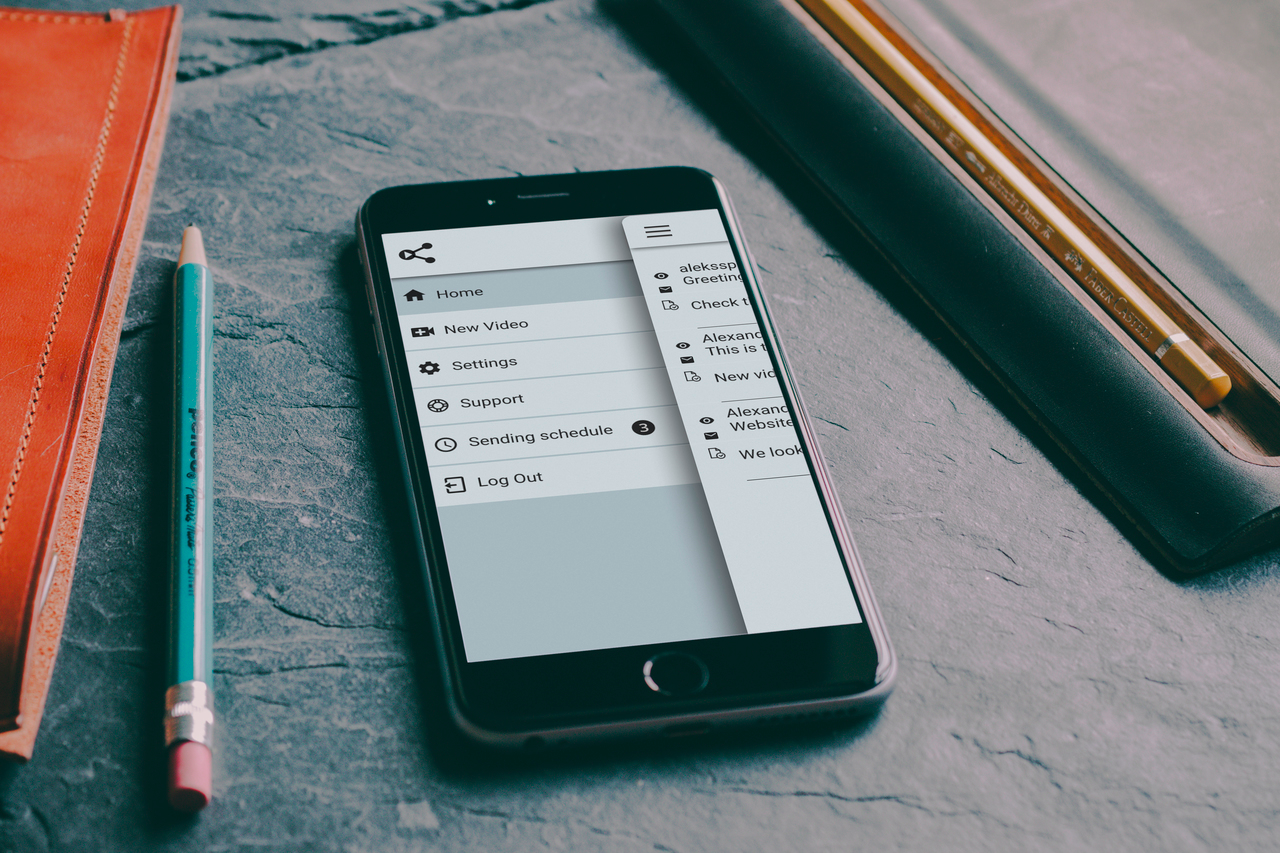 Home
New Video
Settings
Support
Sending schedule 3
Log Out
alekssp
Greeting
Check t
Alexand
This is t
New vid
Alexand
Website
We look
penco
FABER-CASTELL